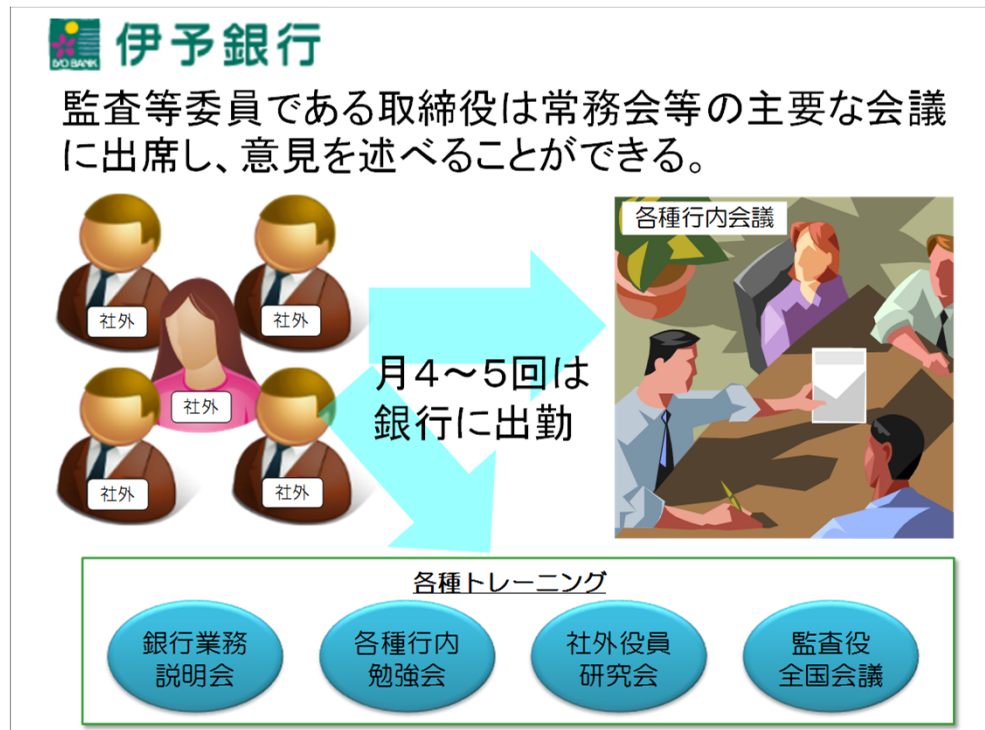 IYO BANK
伊予銀行
監査等委員である取締役は常務会等の主要な会議
に出席し、意見を述べることができる。
社外
社外
社外
社外
社外
各種行内会議
月4～5回は
銀行に出勤
各種トレーニング
銀行業務
説明会
各種行内
勉強会
社外役員
研究会
監査役
全国会議